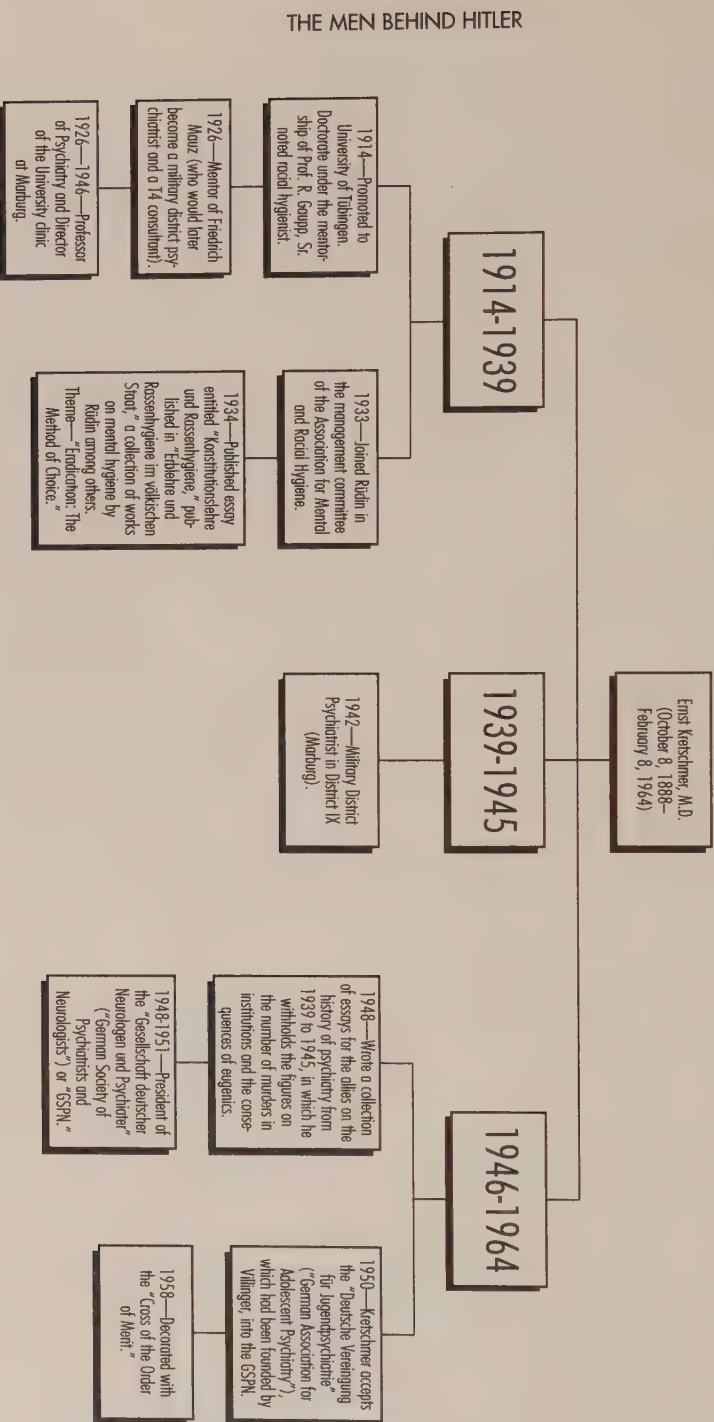 THE MEN BEHIND HITLER
Ernst Kretschmer, M.D.
(October 8, 1888–
February 8, 1964)
1914-1939
1914—Promoted to
University of Tübingen.
Doctorate under the mentor-
ship of Prof. R. Gaupp, Sr.
noted racial hygienist.
1926—Mentor of Friedrich
Mauz (who would later
become a military district psy-
chiatrist and a T4 consultant).
1926—1946—Professor
of Psychiatry and Director
of the University clinic
at Marburg.
1933—Joined Rüdin in
the management committee
of the Association for Mental
and Racial Hygiene.
1934—Published essay
entitled "Konstitutionslehre
und Rassenhygiene," pub-
lished in "Erblehre und
Rassenhygiene im völkischen
Staat," a collection of works
on mental hygiene by
Rüdin among others.
Theme—"Eradication: The
Method of Choice."
1939-1945
1942—Military District
Psychiatrist in District IX
(Marburg).
1946-1964
1948—Wrote a collection
of essays for the allies on the
history of psychiatry from
1939 to 1945, in which he
withholds the figures on
the number of murders in
institutions and the conse-
quences of eugenics.
1948-1951—President of
the "Gesellschaft deutscher
Neurologen und Psychiater"
("German Society of
Psychiatrists and
Neurologists") or "GSPN."
1950—Kretschmer accepts
the "Deutsche Vereingung
für Jugendpsychiatrie"
("German Association for
Adolescent Psychiatry"),
which had been founded by
Villinger, into the GSPN.
1958—Decorated with
the "Cross of the Order
of Merit."